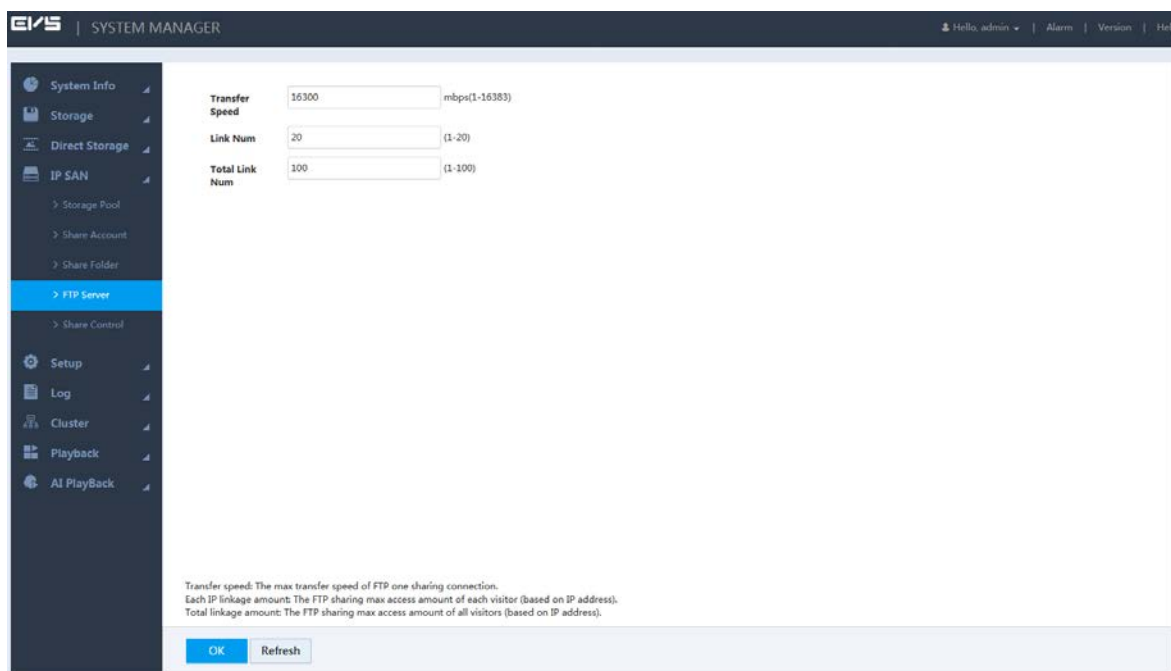 EVS | SYSTEM MANAGER
Hello, admin | Alarm | Version | Hel
System Info
Storage
Direct Storage
IP SAN
> Storage Pool
> Share Account
> Share Folder
> FTP Server
> Share Control
Setup
Log
Cluster
Playback
AI PlayBack
Transfer Speed 16300 mbps(1-16383)
Link Num 20 (1-20)
Total Link Num 100 (1-100)
Transfer speed: The max transfer speed of FTP one sharing connection.
Each IP linkage amount: The FTP sharing max access amount of each visitor (based on IP address).
Total linkage amount: The FTP sharing max access amount of all visitors (based on IP address).
OK Refresh